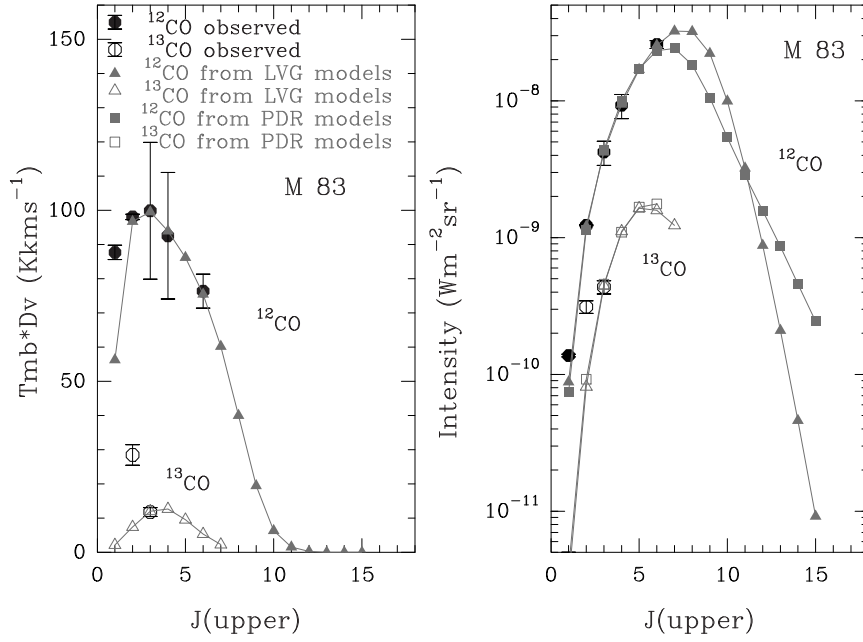 150
100
50
0
0 5 10 15
Tmb*Dv (Kkms⁻¹)
J(upper)
¹²CO observed
¹³CO observed
¹²CO from LVG models
¹³CO from LVG models
¹²CO from PDR models
¹³CO from PDR models
M 83
¹²CO
¹³CO
10⁻⁸
10⁻⁹
10⁻¹⁰
10⁻¹¹
0 5 10 15
Intensity (Wm⁻²sr⁻¹)
J(upper)
M 83
¹²CO
¹³CO